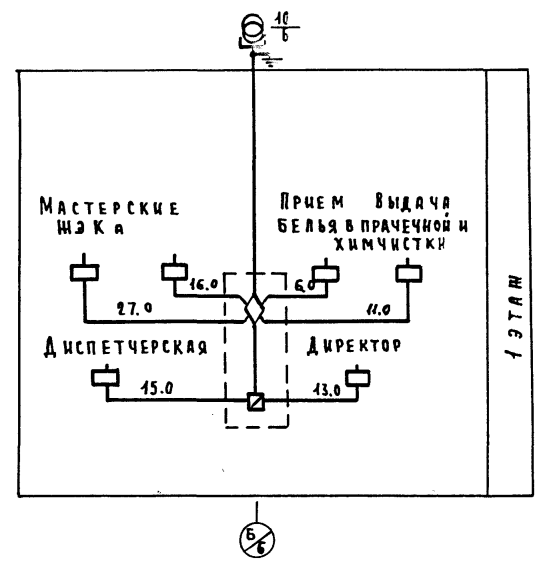 10
6
МАСТЕРСКИЕ
ЖЭКа
ПРИЕМ ВЫДАЧА
БЕЛЬЯ В ПРАЧЕЧНОЙ И
ХИМЧИСТКИ
16.0
6.0
27.0
11.0
ДИСПЕТЧЕРСКАЯ
ДИРЕКТОР
15.0
13.0
1 ЭТАЖ
Б
Б